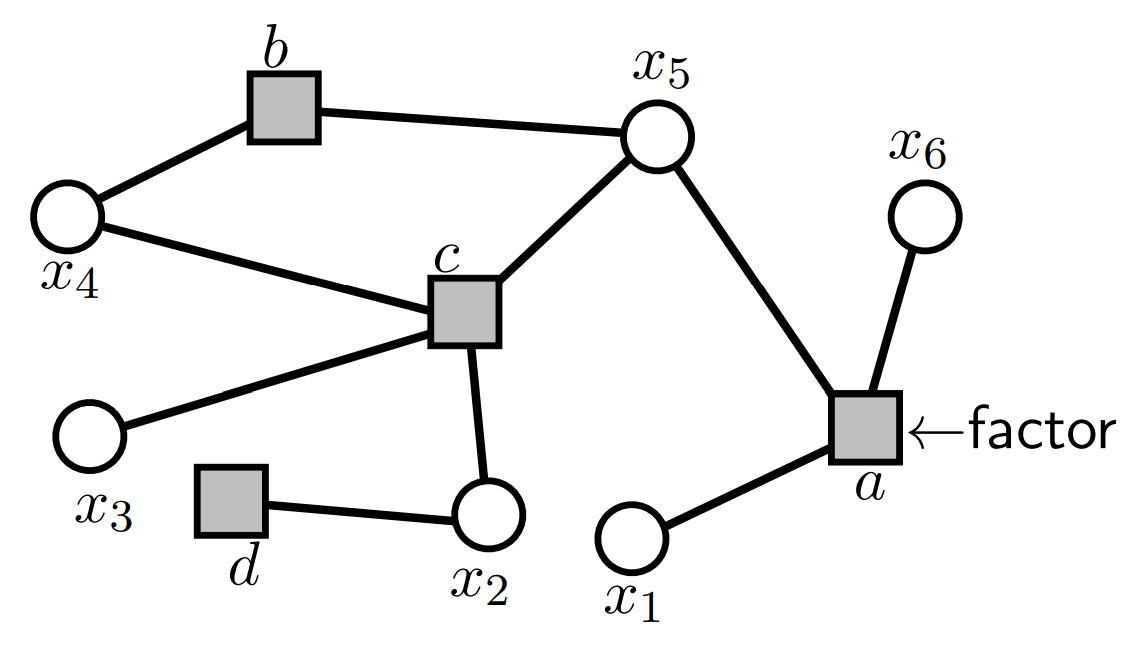 b
x₅
x₆
x₄
c
←factor
a
x₃
d
x₂
x₁